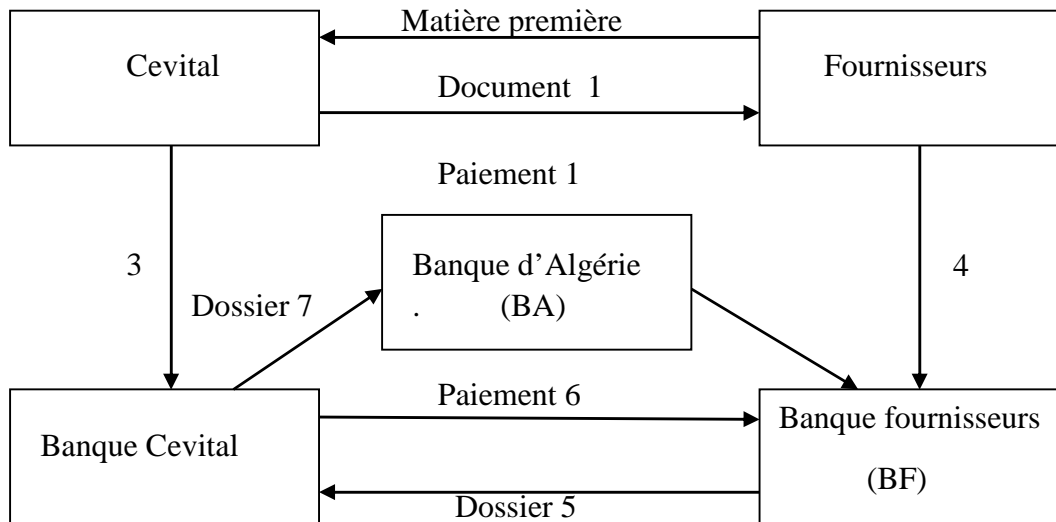 Matière première
Cevital
Fournisseurs
Document 1
Paiement 1
3
Banque d’Algérie
. (BA)
4
Dossier 7
Paiement 6
Banque Cevital
Banque fournisseurs
(BF)
Dossier 5